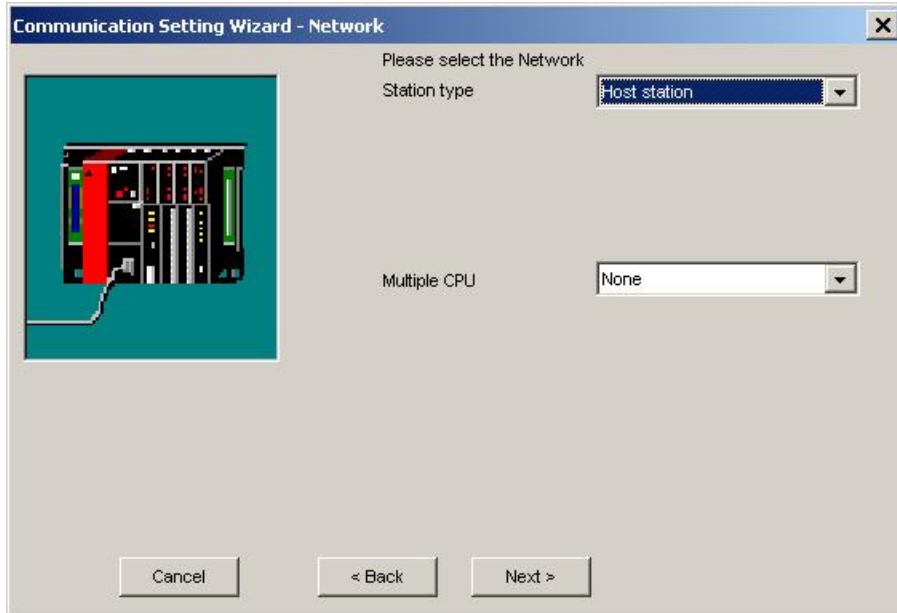 Communication Setting Wizard - Network
Please select the Network
Station type
Host station
Multiple CPU
None
Cancel
< Back
Next >